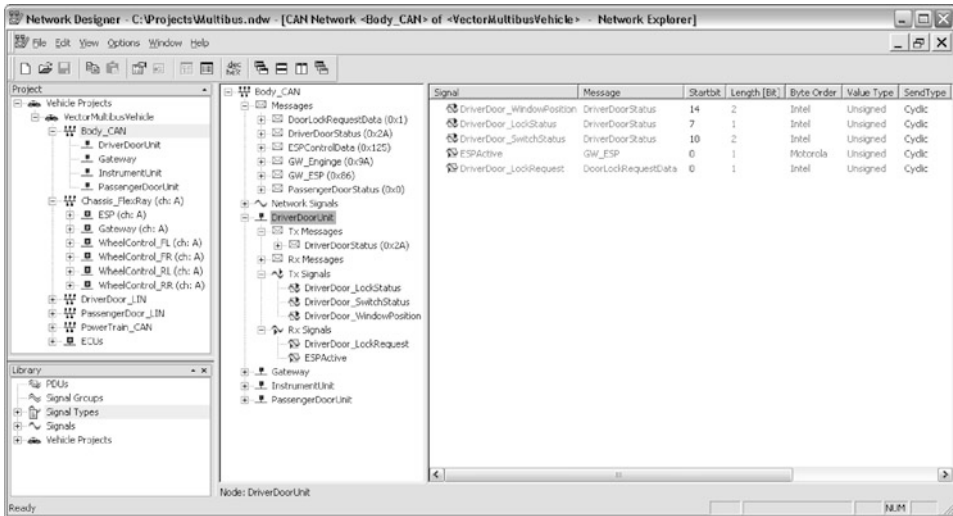 Network Designer - C:\Projects\Multibus.ndw - [CAN Network <Body_CAN> of <VectorMultibusVehicle> - Network Explorer]
File Edit View Options Window Help
dec
hex
Project
Vehicle Projects
VectorMultibusVehicle
Body_CAN
DriverDoorUnit
Gateway
InstrumentUnit
PassengerDoorUnit
Chassis_FlexRay (ch: A)
ESP (ch: A)
Gateway (ch: A)
WheelControl_FL (ch: A)
WheelControl_FR (ch: A)
WheelControl_RL (ch: A)
WheelControl_RR (ch: A)
DriverDoor_LIN
PassengerDoor_LIN
PowerTrain_CAN
ECUs
Library
PDUs
Signal Groups
Signal Types
Signals
Vehicle Projects
Body_CAN
Messages
DoorLockRequestData (0x1)
DriverDoorStatus (0x2A)
ESPControlData (0x125)
GW_Enginge (0x9A)
GW_ESP (0x86)
PassengerDoorStatus (0x0)
Network Signals
DriverDoorUnit
Tx Messages
DriverDoorStatus (0x2A)
Rx Messages
Tx Signals
DriverDoor_LockStatus
DriverDoor_SwitchStatus
DriverDoor_WindowPosition
Rx Signals
DriverDoor_LockRequest
ESPActive
Gateway
InstrumentUnit
PassengerDoorUnit
Signal Message Startbit Length [Bit] Byte Order Value Type SendType
DriverDoor_WindowPosition DriverDoorStatus 14 2 Intel Unsigned Cyclic
DriverDoor_LockStatus DriverDoorStatus 7 1 Intel Unsigned Cyclic
DriverDoor_SwitchStatus DriverDoorStatus 10 2 Intel Unsigned Cyclic
ESPActive GW_ESP 0 1 Motorola Unsigned Cyclic
DriverDoor_LockRequest DoorLockRequestData 0 1 Intel Unsigned Cyclic
Node: DriverDoorUnit
Ready NUM